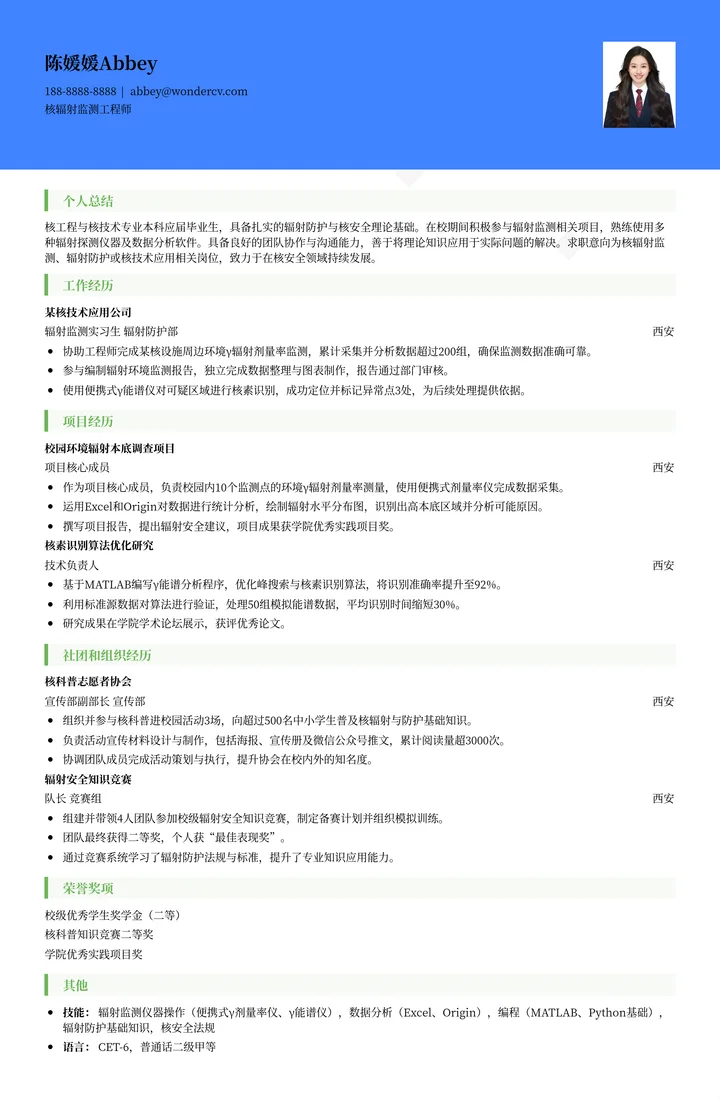 陈媛媛Abbey
188-8888-8888 | abbey@wondercv.com
核辐射监测工程师
个人总结
核工程与核技术专业本科应届毕业生，具备扎实的辐射防护与核安全理论基础。在校期间积极参与辐射监测相关项目，熟练使用多
种辐射探测仪器及数据分析软件。具备良好的团队协作与沟通能力，善于将理论知识应用于实际问题的解决。求职意向为核辐射监
测、辐射防护或核技术应用相关岗位，致力于在核安全领域持续发展。
工作经历
某核技术应用公司
辐射监测实习生 辐射防护部 西安
• 协助工程师完成某核设施周边环境γ辐射剂量率监测，累计采集并分析数据超过200组，确保监测数据准确可靠。
• 参与编制辐射环境监测报告，独立完成数据整理与图表制作，报告通过部门审核。
• 使用便携式γ能谱仪对可疑区域进行核素识别，成功定位并标记异常点3处，为后续处理提供依据。
项目经历
校园环境辐射本底调查项目
项目核心成员 西安
• 作为项目核心成员，负责校园内10个监测点的环境γ辐射剂量率测量，使用便携式剂量率仪完成数据采集。
• 运用Excel和Origin对数据进行统计分析，绘制辐射水平分布图，识别出高本底区域并分析可能原因。
• 撰写项目报告，提出辐射安全建议，项目成果获学院优秀实践项目奖。
核素识别算法优化研究
技术负责人 西安
• 基于MATLAB编写γ能谱分析程序，优化峰搜索与核素识别算法，将识别准确率提升至92%。
• 利用标准源数据对算法进行验证，处理50组模拟能谱数据，平均识别时间缩短30%。
• 研究成果在学院学术论坛展示，获评优秀论文。
社团和组织经历
核科普志愿者协会
宣传部副部长 宣传部 西安
• 组织并参与核科普进校园活动3场，向超过500名中小学生普及核辐射与防护基础知识。
• 负责活动宣传材料设计与制作，包括海报、宣传册及微信公众号推文，累计阅读量超3000次。
• 协调团队成员完成活动策划与执行，提升协会在校内外的知名度。
辐射安全知识竞赛
队长 竞赛组 西安
• 组建并带领4人团队参加校级辐射安全知识竞赛，制定备赛计划并组织模拟训练。
• 团队最终获得二等奖，个人获“最佳表现奖”。
• 通过竞赛系统学习了辐射防护法规与标准，提升了专业知识应用能力。
荣誉奖项
校级优秀学生奖学金（二等）
核科普知识竞赛二等奖
学院优秀实践项目奖
其他
• 技能： 辐射监测仪器操作（便携式γ剂量率仪、γ能谱仪），数据分析（Excel、Origin），编程（MATLAB、Python基础），
辐射防护基础知识，核安全法规
• 语言： CET-6，普通话二级甲等